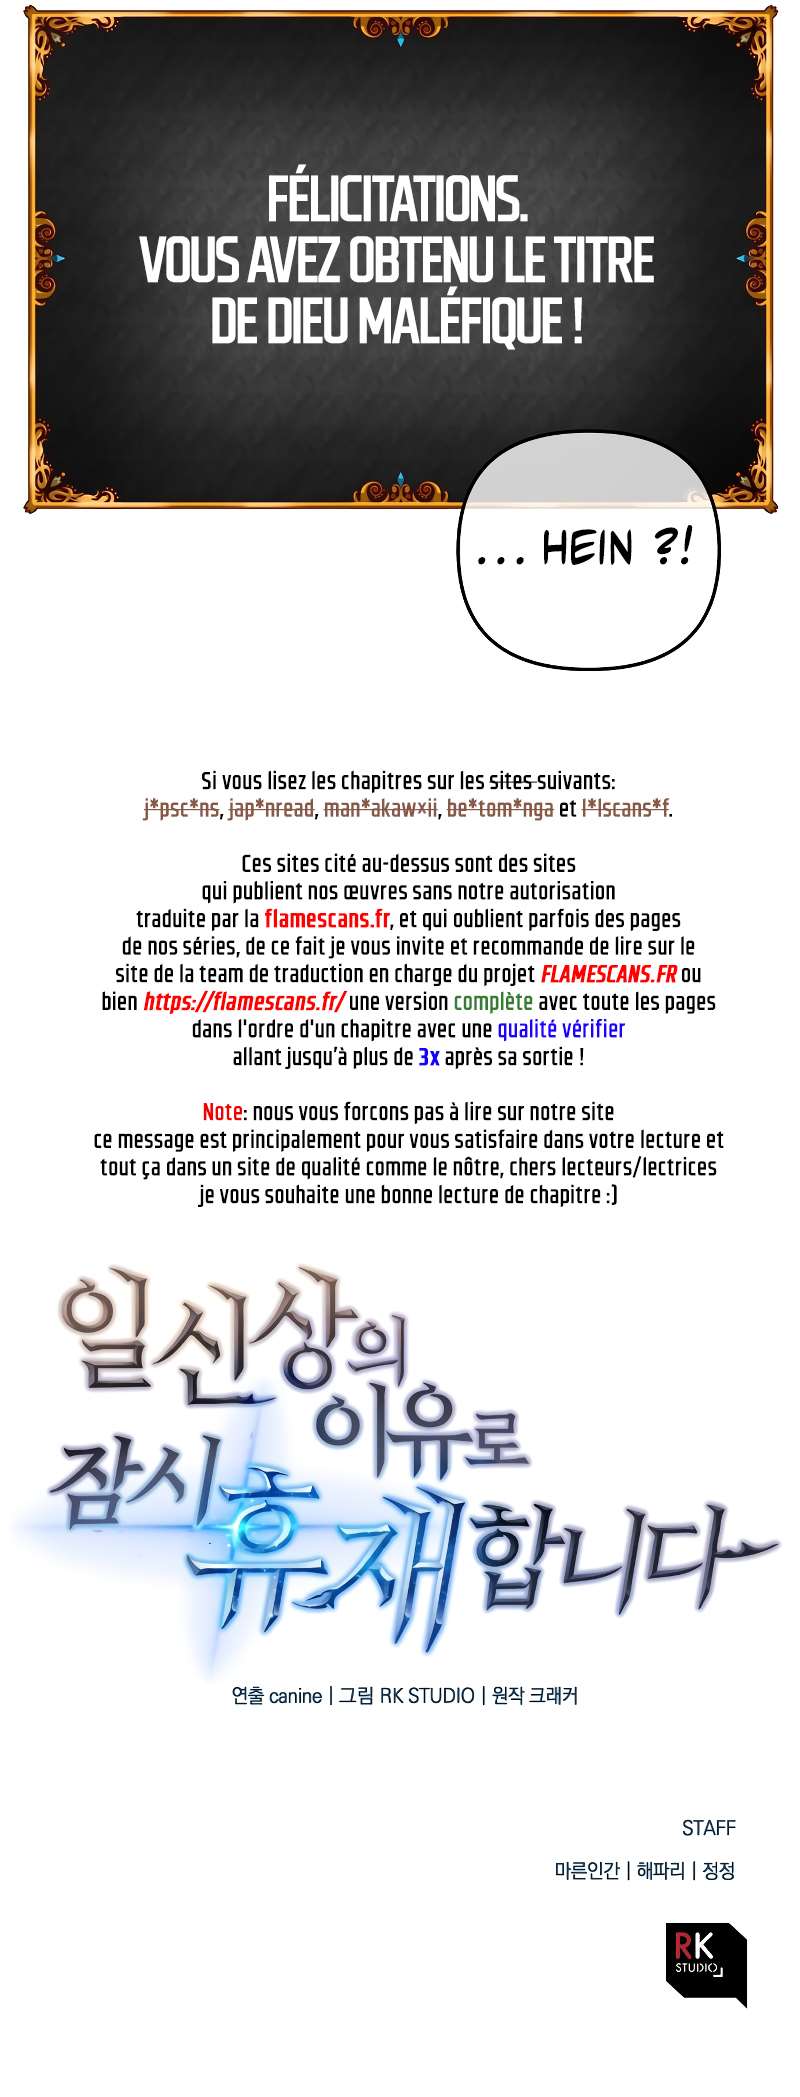 FÉLICITATIONS.
VOUS AVEZ OBTENU LE TITRE
DE DIEU MALÉFIQUE !
... HEIN ?!
Si vous lisez les chapitres sur les sites suivants:
j*psc*ns, jap*nread, man*akawxii, be*tom*nga et l*lscans*f.
Ces sites cité au-dessus sont des sites
qui publient nos œuvres sans notre autorisation
traduite par la flamescans.fr, et qui oublient parfois des pages
de nos séries, de ce fait je vous invite et recommande de lire sur le
site de la team de traduction en charge du projet FLAMESCANS.FR ou
bien https://flamescans.fr/ une version complète avec toute les pages
dans l'ordre d'un chapitre avec une qualité vérifier
allant jusqu'à plus de 3x après sa sortie !
Note: nous vous forcons pas à lire sur notre site
ce message est principalement pour vous satisfaire dans votre lecture et
tout ça dans un site de qualité comme le nôtre, chers lecteurs/lectrices
je vous souhaite une bonne lecture de chapitre :)
일신상의
이유로
잠시 휴재합니다
연출 canine | 그림 RK STUDIO | 원작 크래커
STAFF
마른인간 | 해파리 | 정정
RK
STUDIO